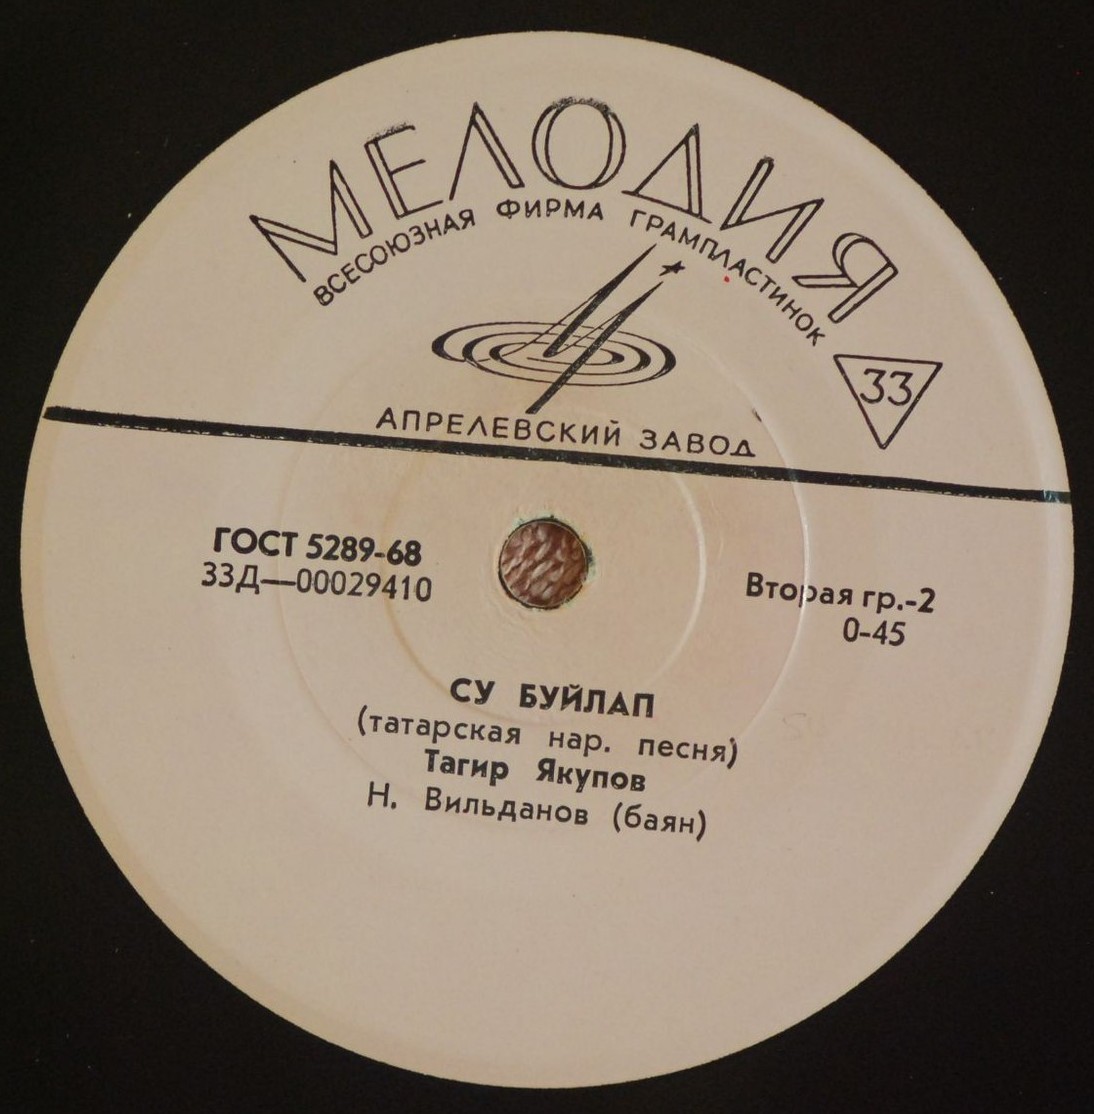 МЕЛОДИЯ
ВСЕСОЮЗНАЯ ФИРМА ГРАМПЛАСТИНОК
33
АПРЕЛЕВСКИЙ ЗАВОД
ГОСТ 5289-68
33Д—00029410
Вторая гр.-2
0-45
СУ БУЙЛАП
(татарская нар. песня)
Тагир Якупов
Н. Вильданов (баян)